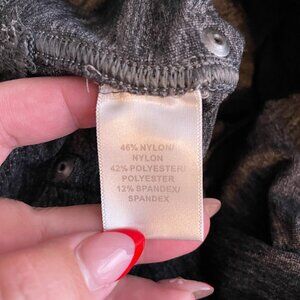 46% NYLON/
NYLON
42% POLYESTER/
POLYESTER
12% SPANDEX/
SPANDEX